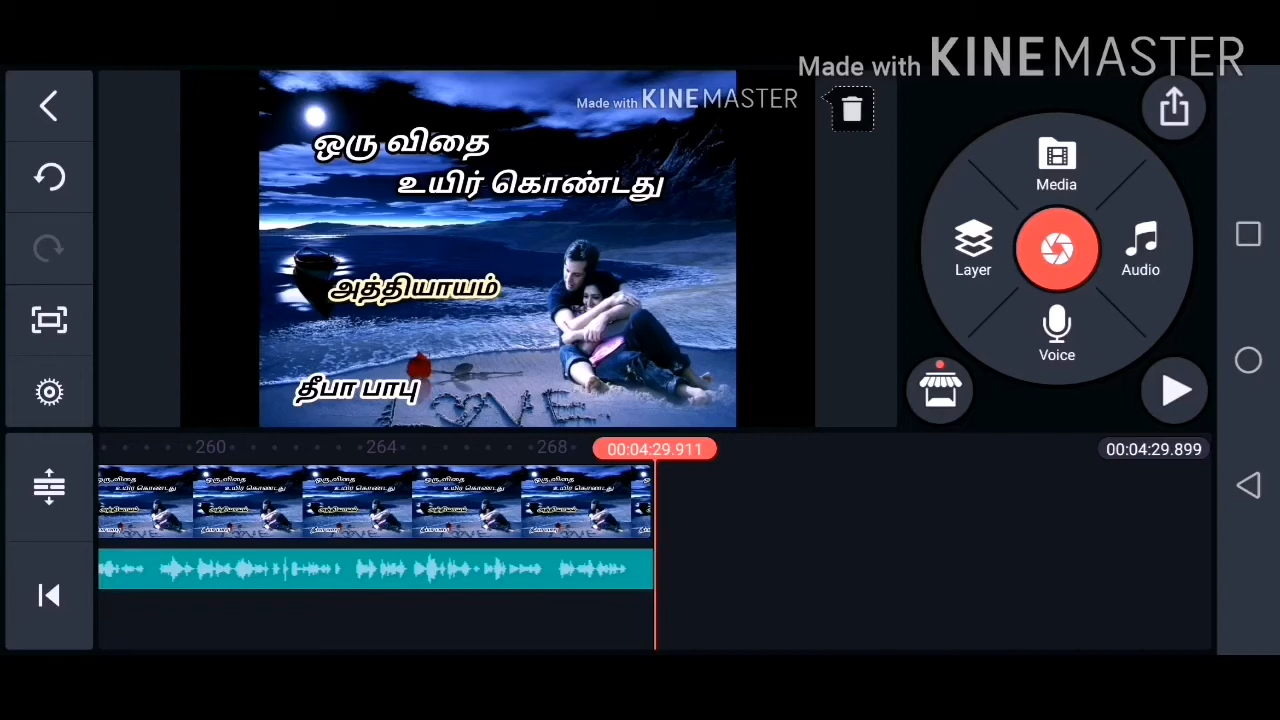 Made with KINEMASTER
Made with KINEMASTER
ஒரு விதை
உயிர் கொண்டது
அத்தியாயம்
தீபா பாபு
LOVE
Media
Layer
Audio
Voice
260 264 268 00:04:29.911 00:04:29.899